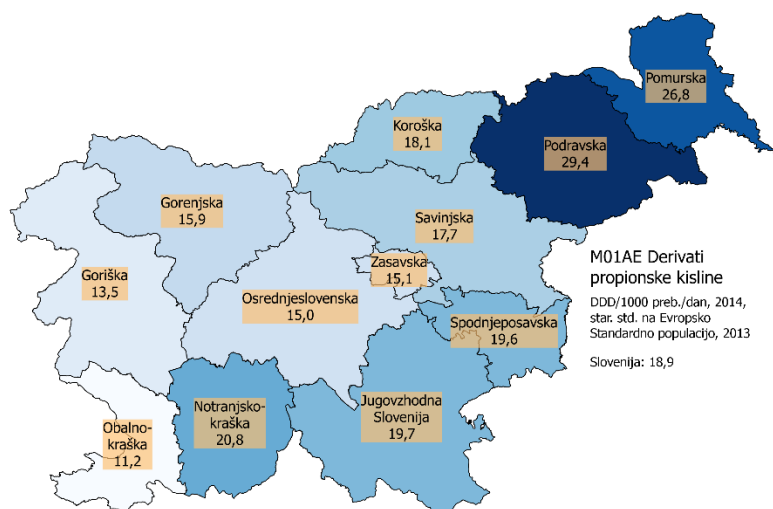 Pomurska
26,8
Koroška
18,1
Podravska
29,4
Gorenjska
15,9
Savinjska
17,7
Goriška
13,5
Zasavska
15,1
Osrednjeslovenska
15,0
M01AE Derivati
propionske kisline
DDD/1000 preb./dan, 2014,
star. std. na Evropsko
Standardno populacijo, 2013
Slovenija: 18,9
Spodnjeposavska
19,6
Notranjsko-
kraška
20,8
Jugovzhodna
Slovenija
19,7
Obalno-
kraška
11,2